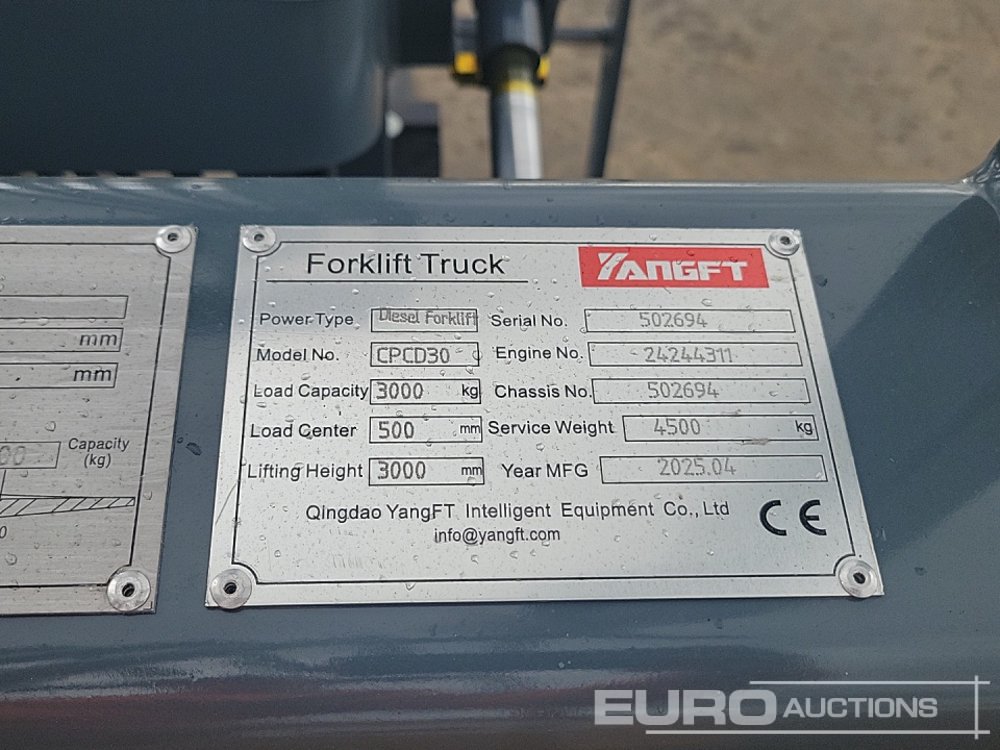 mm
mm
Capacity
(kg)
Forklift Truck
YANGFT
Power Type Diesel Forklift Serial No. 502694
Model No. CPCD30 Engine No. 24244311
Load Capacity 3000 kg Chassis No. 502694
Load Center 500 mm Service Weight 4500 kg
Lifting Height 3000 mm Year MFG 2025.04
Qingdao YangFT Intelligent Equipment Co., Ltd
info@yangft.com
CE
EURO AUCTIONS